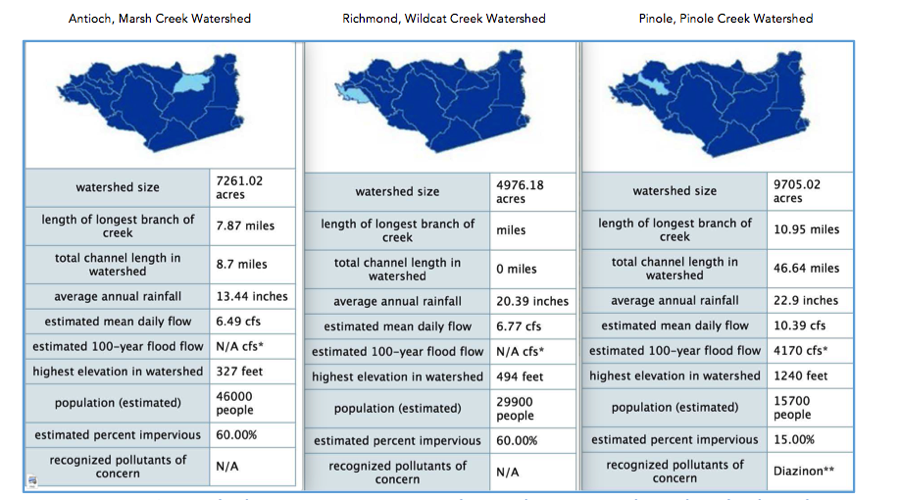 Antioch, Marsh Creek Watershed
watershed size
7261.02
acres
length of longest branch of
creek
7.87 miles
total channel length in
watershed
8.7 miles
average annual rainfall
13.44 inches
estimated mean daily flow
6.49 cfs
estimated 100-year flood flow
N/A cfs*
highest elevation in watershed
327 feet
population (estimated)
46000
people
estimated percent impervious
60.00%
recognized pollutants of
concern
N/A
Richmond, Wildcat Creek Watershed
watershed size
4976.18
acres
length of longest branch of
creek
miles
total channel length in
watershed
0 miles
average annual rainfall
20.39 inches
estimated mean daily flow
6.77 cfs
estimated 100-year flood flow
N/A cfs*
highest elevation in watershed
494 feet
population (estimated)
29900
people
estimated percent impervious
60.00%
recognized pollutants of
concern
N/A
Pinole, Pinole Creek Watershed
watershed size
9705.02
acres
length of longest branch of
creek
10.95 miles
total channel length in
watershed
46.64 miles
average annual rainfall
22.9 inches
estimated mean daily flow
10.39 cfs
estimated 100-year flood flow
4170 cfs*
highest elevation in watershed
1240 feet
population (estimated)
15700
people
estimated percent impervious
15.00%
recognized pollutants of
concern
Diazinon**